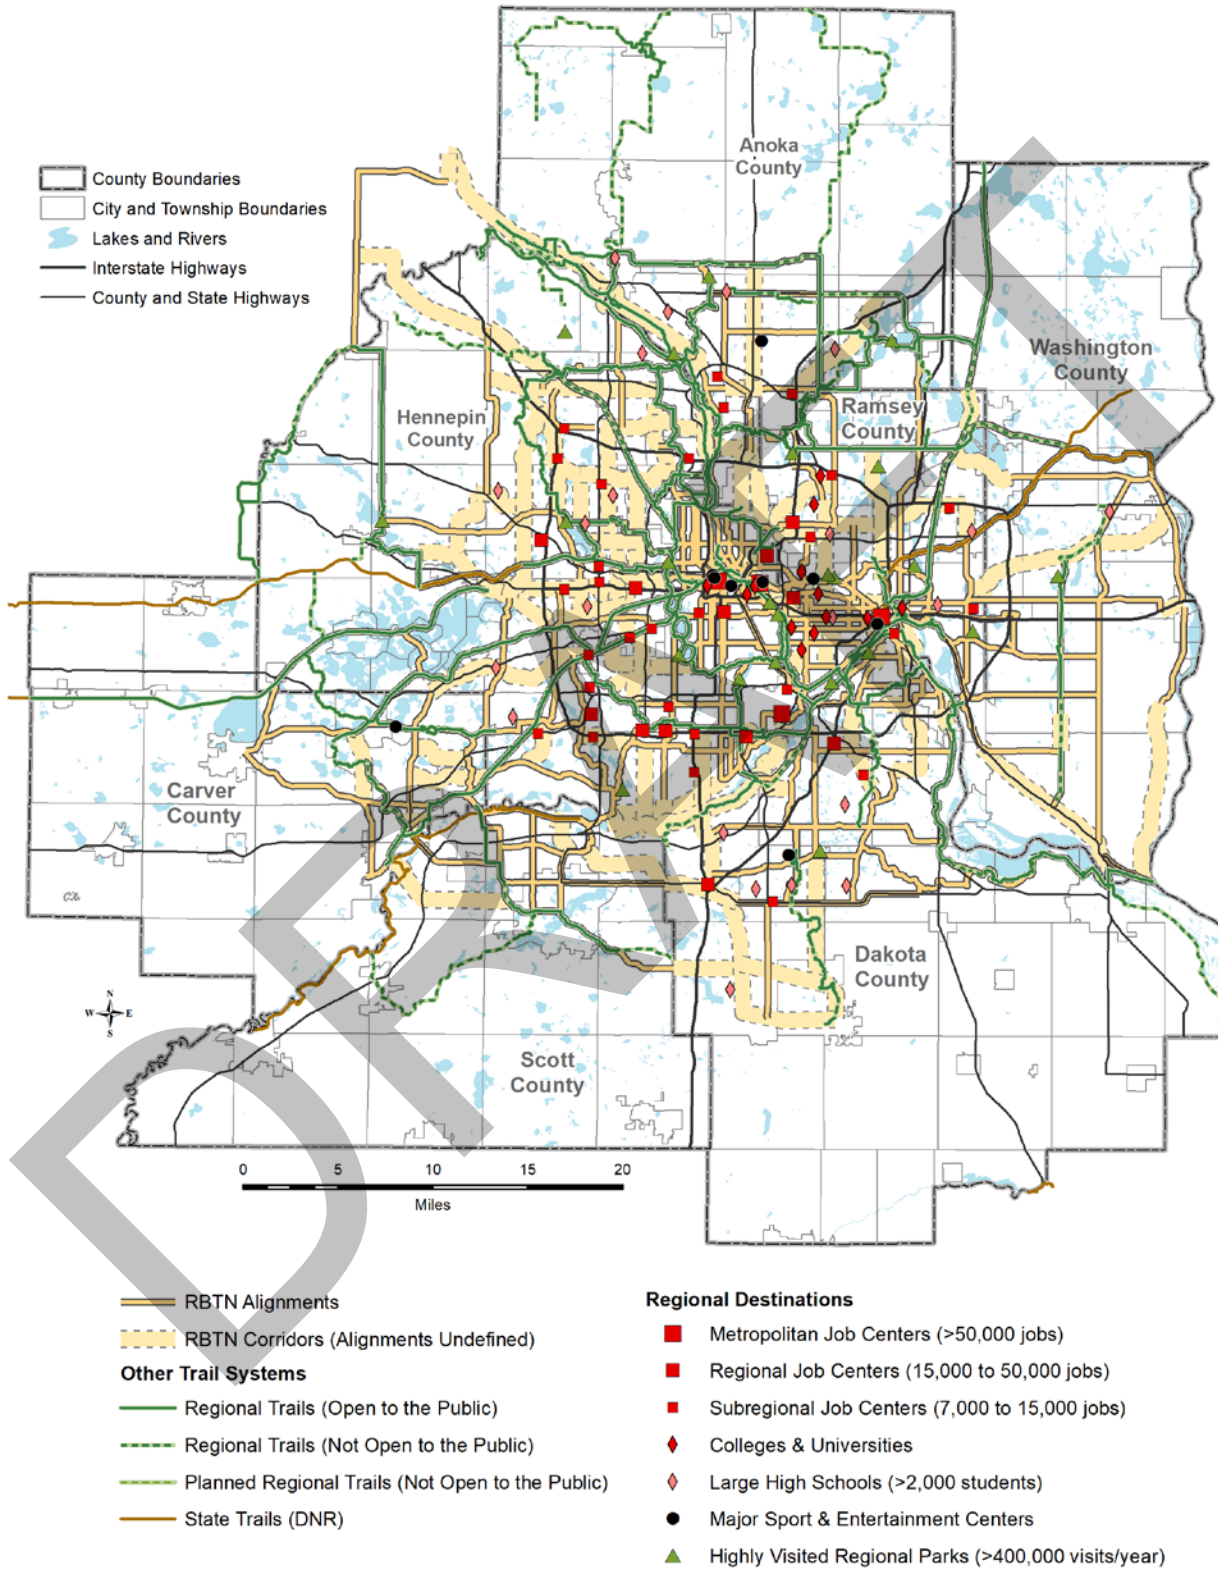 Anoka
County
County Boundaries
City and Township Boundaries
Lakes and Rivers
Interstate Highways
County and State Highways
Washington
County
Hennepin
County
Ramsey
County
Carver
County
Dakota
County
Scott
County
N
W E
S
0 5 10 15 20
Miles
DRAFT
RBTN Alignments
RBTN Corridors (Alignments Undefined)
Other Trail Systems
Regional Trails (Open to the Public)
Regional Trails (Not Open to the Public)
Planned Regional Trails (Not Open to the Public)
State Trails (DNR)
Regional Destinations
Metropolitan Job Centers (>50,000 jobs)
Regional Job Centers (15,000 to 50,000 jobs)
Subregional Job Centers (7,000 to 15,000 jobs)
Colleges & Universities
Large High Schools (>2,000 students)
Major Sport & Entertainment Centers
Highly Visited Regional Parks (>400,000 visits/year)